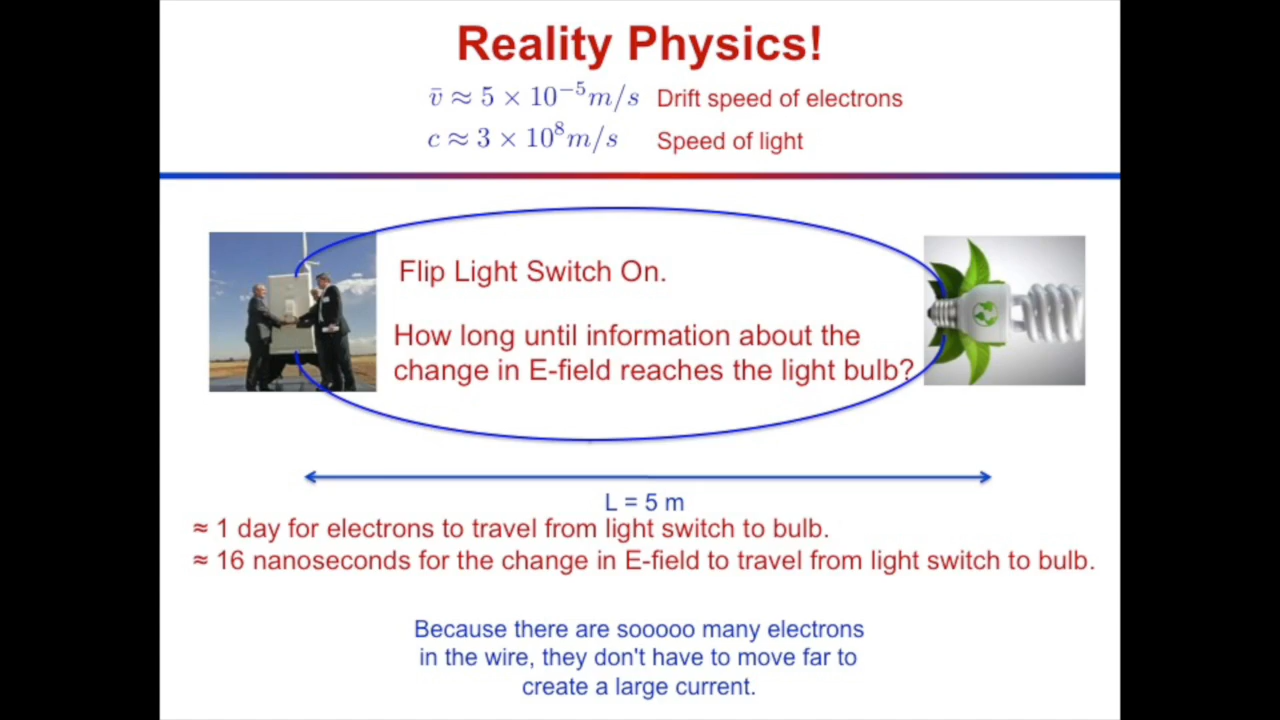 Reality Physics!
v̄ ≈ 5 × 10⁻⁵m/s Drift speed of electrons
c ≈ 3 × 10⁸m/s Speed of light
Flip Light Switch On.
How long until information about the
change in E-field reaches the light bulb?
L = 5 m
≈ 1 day for electrons to travel from light switch to bulb.
≈ 16 nanoseconds for the change in E-field to travel from light switch to bulb.
Because there are sooooo many electrons
in the wire, they don't have to move far to
create a large current.